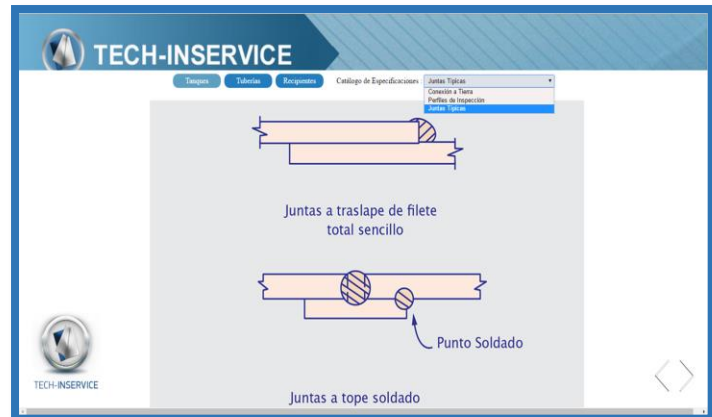 TECH-INSERVICE
Tanques Tuberías Recipientes Catálogo de Especificaciones Juntas Típicas
Conexión a Tierra
Perfiles de Inspección
Juntas Típicas
Juntas a traslape de filete
total sencillo
Punto Soldado
TECH-INSERVICE
Juntas a tope soldado